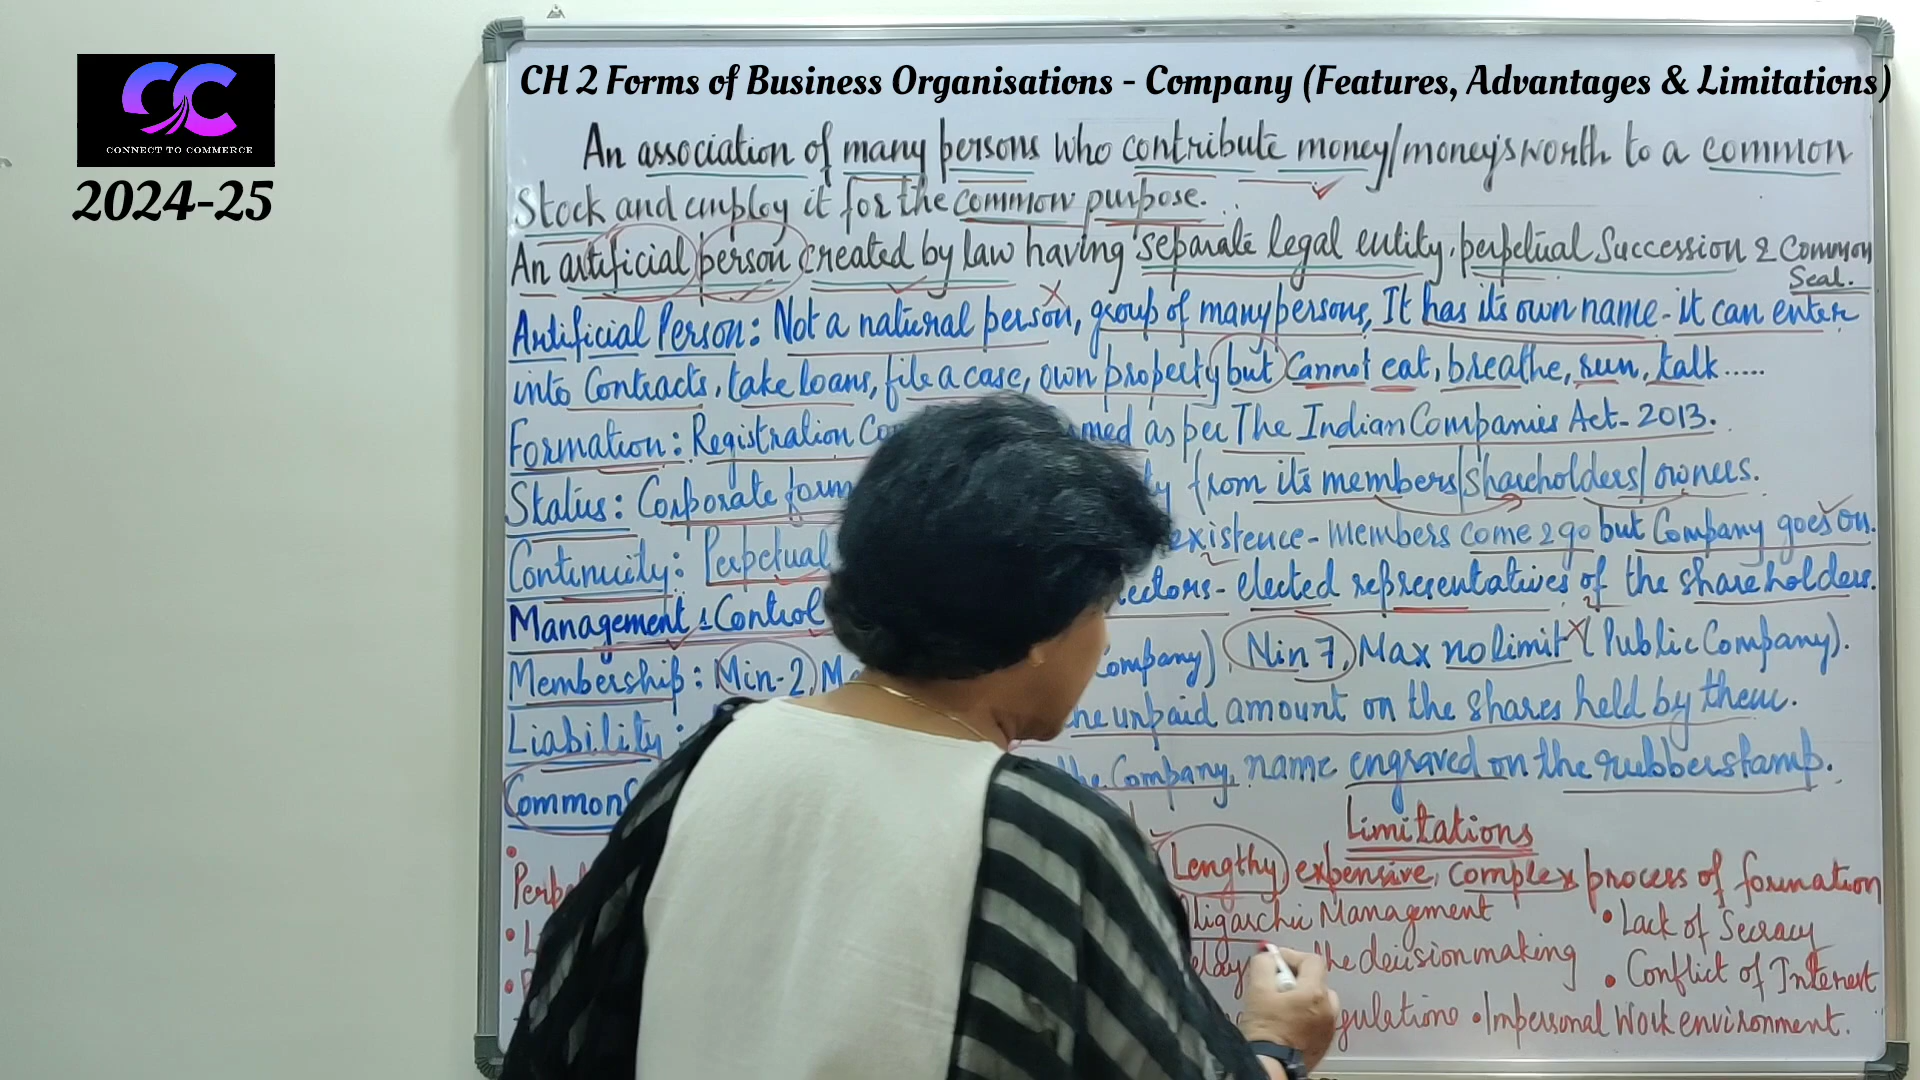 CONNECT TO COMMERCE
2024-25
CH 2 Forms of Business Organisations - Company (Features, Advantages & Limitations)
An association of many persons who contribute money/money'sworth to a common
Stock and employ it for the common purpose.
An artificial person created by law having separate legal entity, perpetual Succession & Common
Seal.
Artificial Person: Not a natural person, group of many persons, It has its own name - it can enter
into Contracts, take loans, file a case, own property but Cannot eat, breathe, run, talk.....
Formation: Registration as per The Indian Companies Act - 2013.
Status: Corporate from its members/shareholders/owners.
Continuity: Perpetual existence - Members come & go but Company goes on.
Management & Control - elected representatives of the shareholders.
Membership: Min-2, Company), Nin 7, Max no limit (Public Company).
Liability: unpaid amount on the shares held by them.
Common the Company, name engraved on the rubber stamp.
Limitations
Lengthy, expensive, complex process of formation
Management
• Lack of Secracy
the decision making
• Conflict of Interest
• Impersonal Work environment.